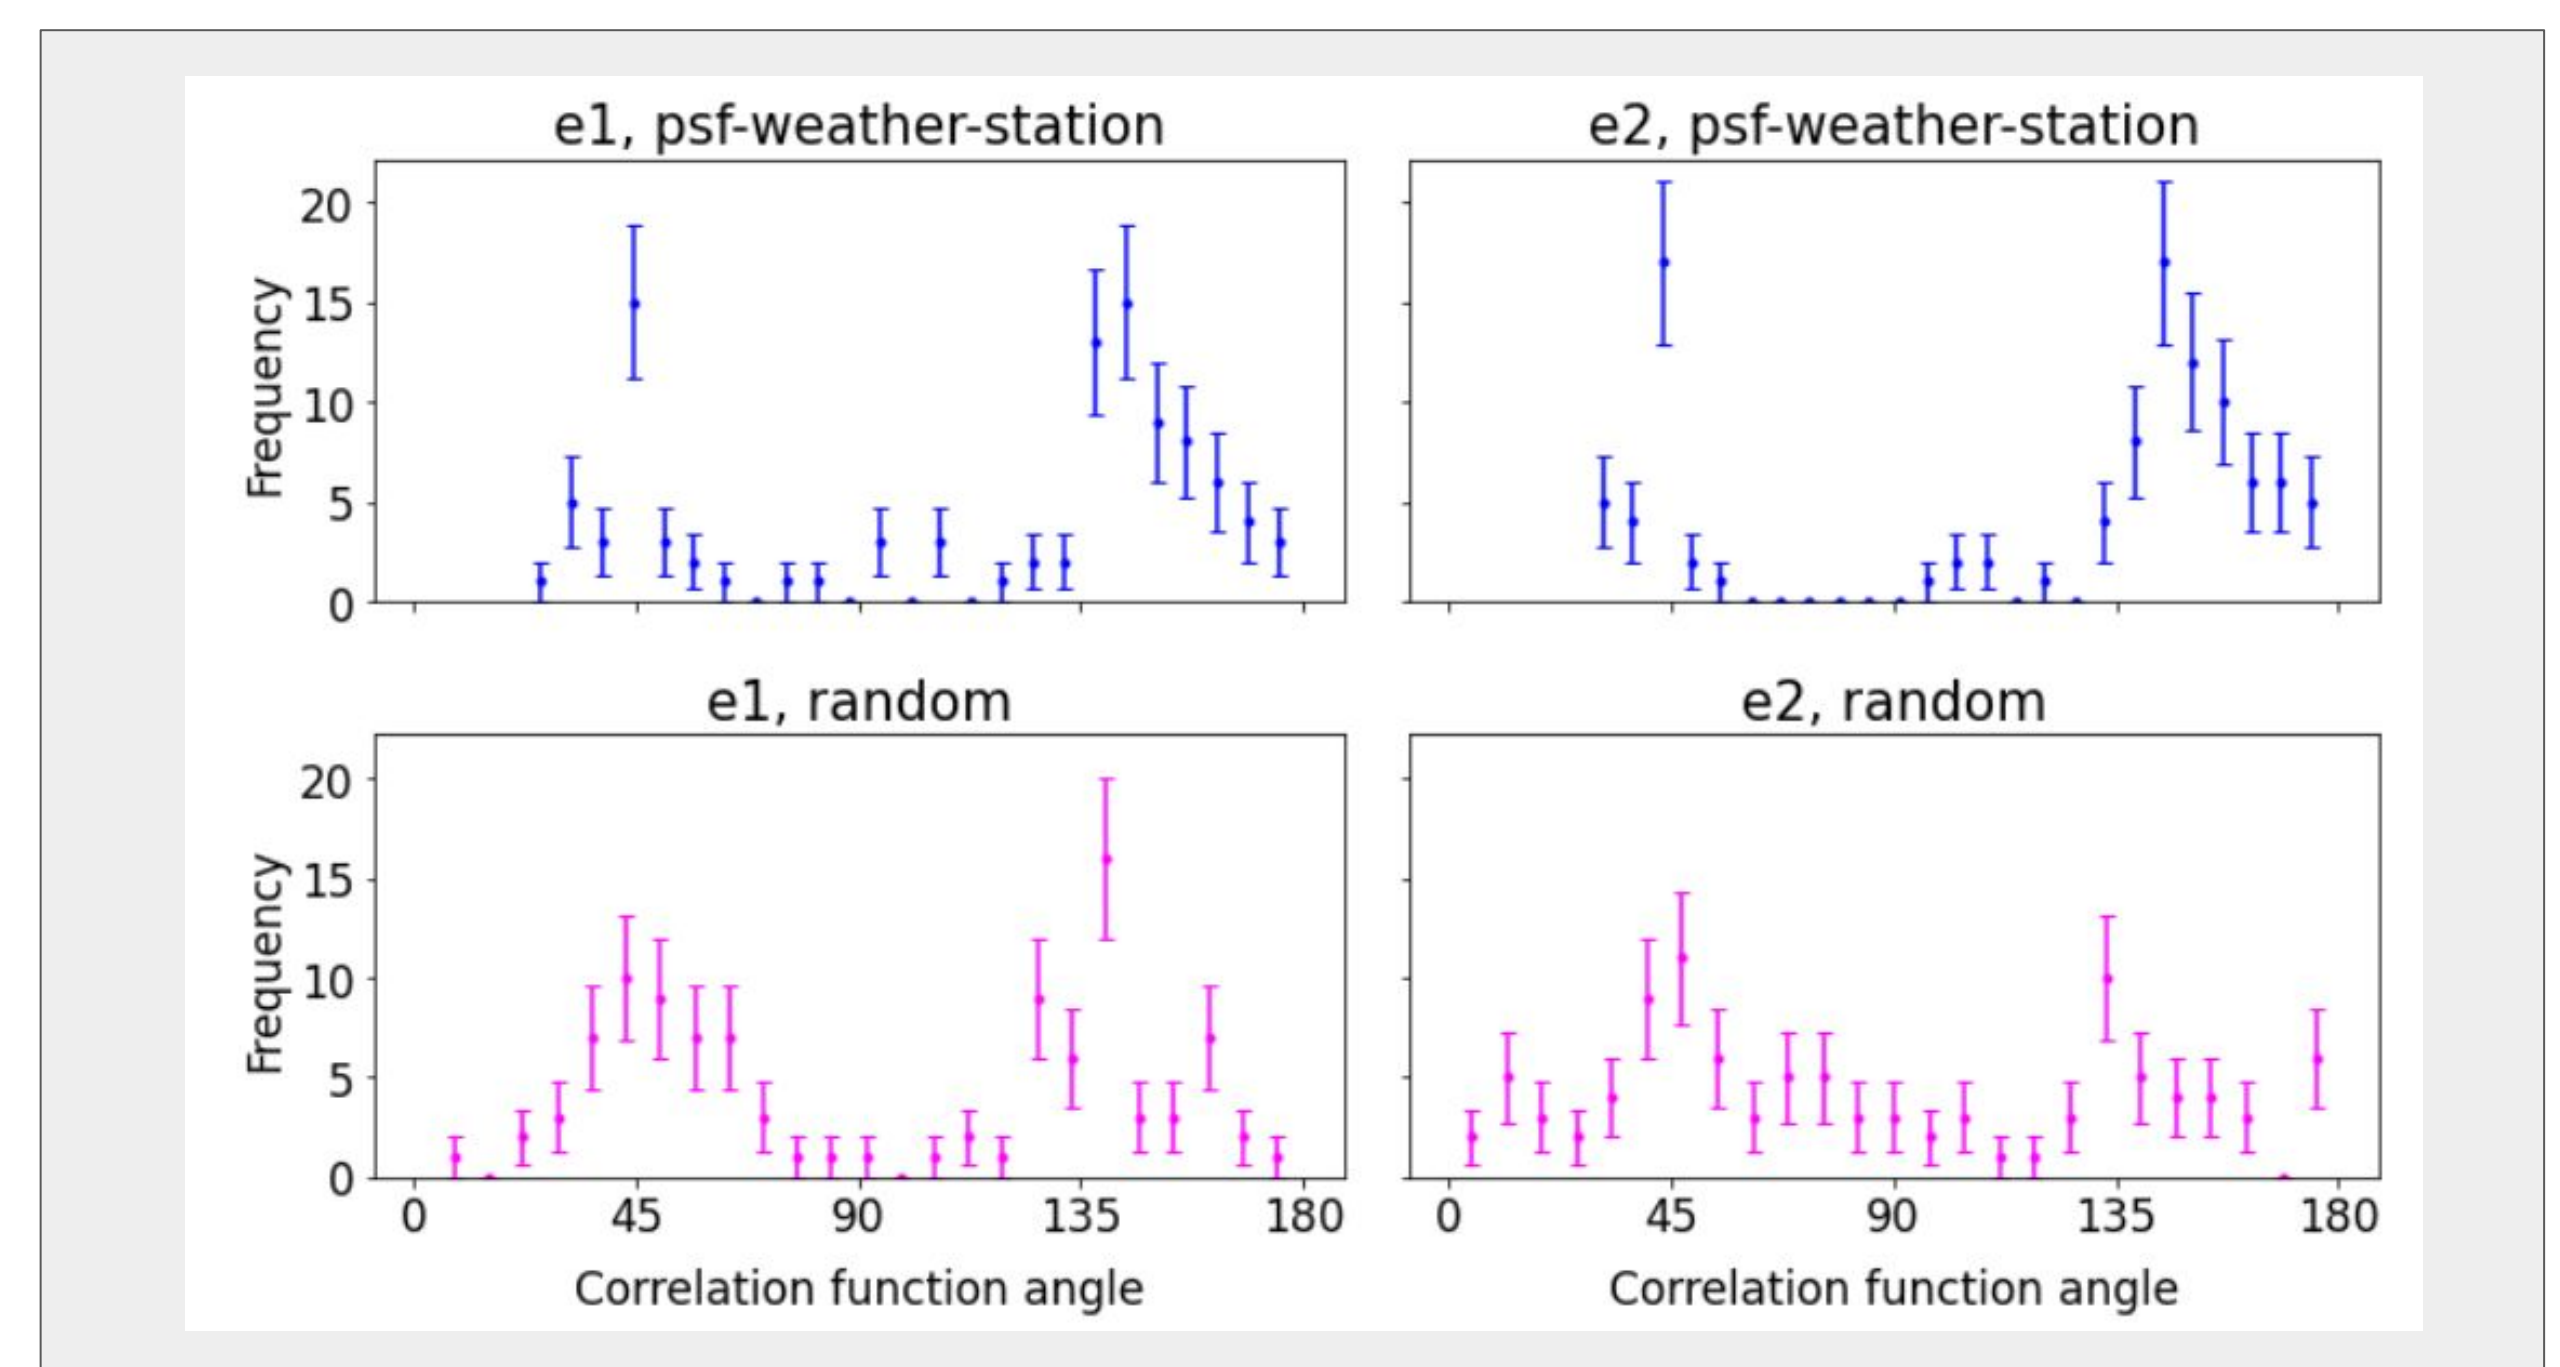 e1, psf-weather-station
e2, psf-weather-station
Frequency
20
15
10
5
0
e1, random
e2, random
Frequency
20
15
10
5
0
0 45 90 135 180
0 45 90 135 180
Correlation function angle
Correlation function angle